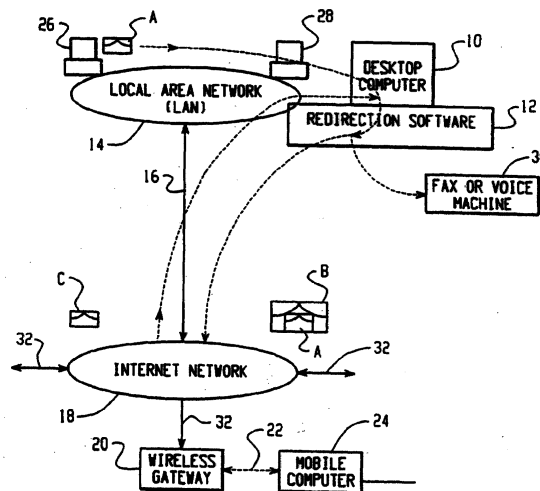 26
A
28
10
DESKTOP
COMPUTER
LOCAL AREA NETWORK
(LAN)
REDIRECTION SOFTWARE
12
14
16
3
FAX OR VOICE
MACHINE
C
B
A
32
INTERNET NETWORK
32
18
32
20
WIRELESS
GATEWAY
22
24
MOBILE
COMPUTER